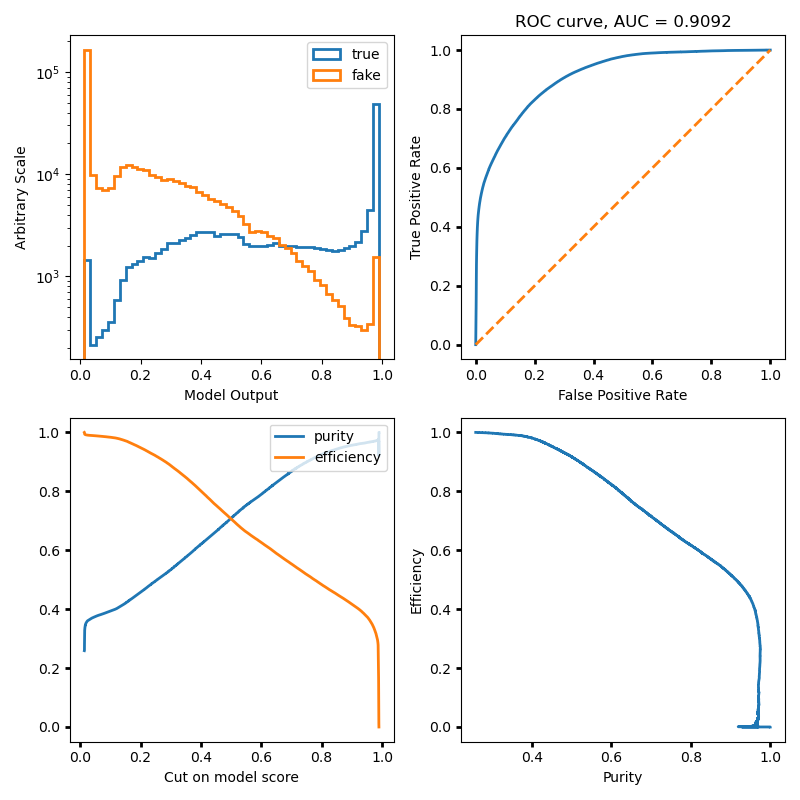 true
fake
10^5
10^4
10^3
Arbitrary Scale
0.0 0.2 0.4 0.6 0.8 1.0
Model Output
ROC curve, AUC = 0.9092
1.0
0.8
0.6
0.4
0.2
0.0
True Positive Rate
0.0 0.2 0.4 0.6 0.8 1.0
False Positive Rate
purity
efficiency
1.0
0.8
0.6
0.4
0.2
0.0
0.0 0.2 0.4 0.6 0.8 1.0
Cut on model score
1.0
0.8
0.6
0.4
0.2
0.0
Efficiency
0.4 0.6 0.8 1.0
Purity